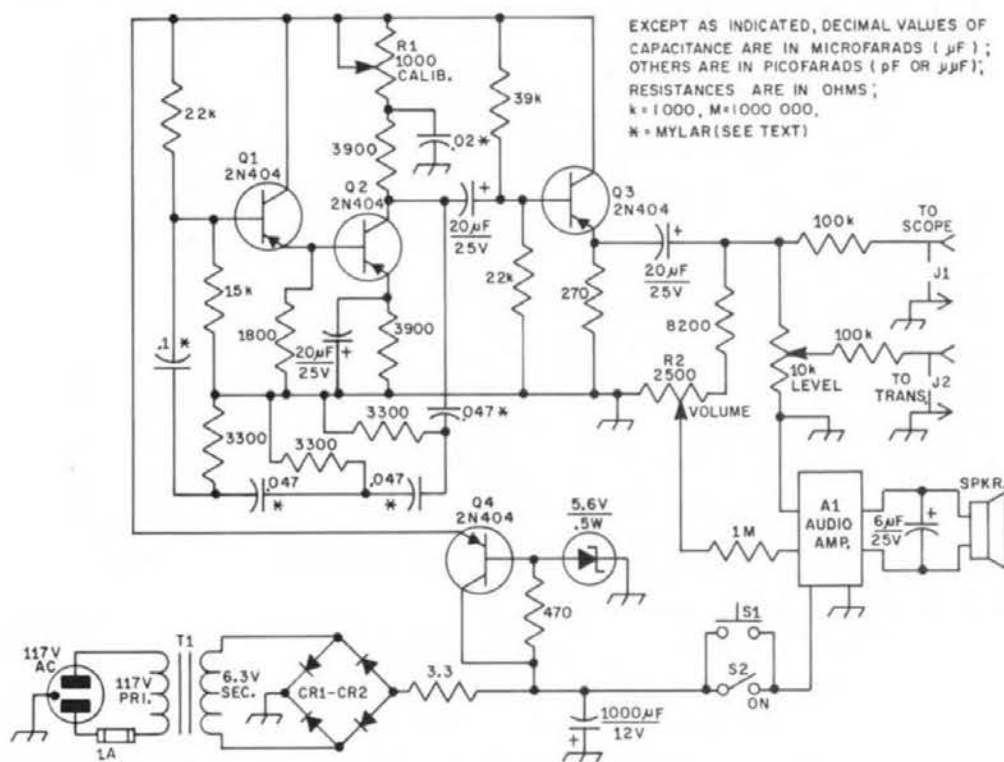 EXCEPT AS INDICATED, DECIMAL VALUES OF
CAPACITANCE ARE IN MICROFARADS ( µF ) ;
OTHERS ARE IN PICOFARADS ( pF OR µµF);
RESISTANCES ARE IN OHMS ;
k = 1000, M=1000 000,
* = MYLAR (SEE TEXT)
R1
1000
CALIB.
22k
39k
3900
.02 *
Q1
2N404
Q2
2N404
Q3
2N404
20µF
25V
+
100k
TO
SCOPE
J1
15k
1800
20µF
25V
+
3900
22k
270
20µF
25V
+
8200
.1 *
R2
2500
VOLUME
10k
LEVEL
100k
TO
TRANS.
J2
3300
3300
3300
.047 *
.047
*
.047
*
Q4
2N404
5.6V
.5W
1M
A1
AUDIO
AMP.
6µF
25V
+
SPKR.
470
S1
S2
ON
117V
AC
117V
PRI.
T1
6.3V
SEC.
CR1-CR2
3.3
1A
1000µF
12V
+